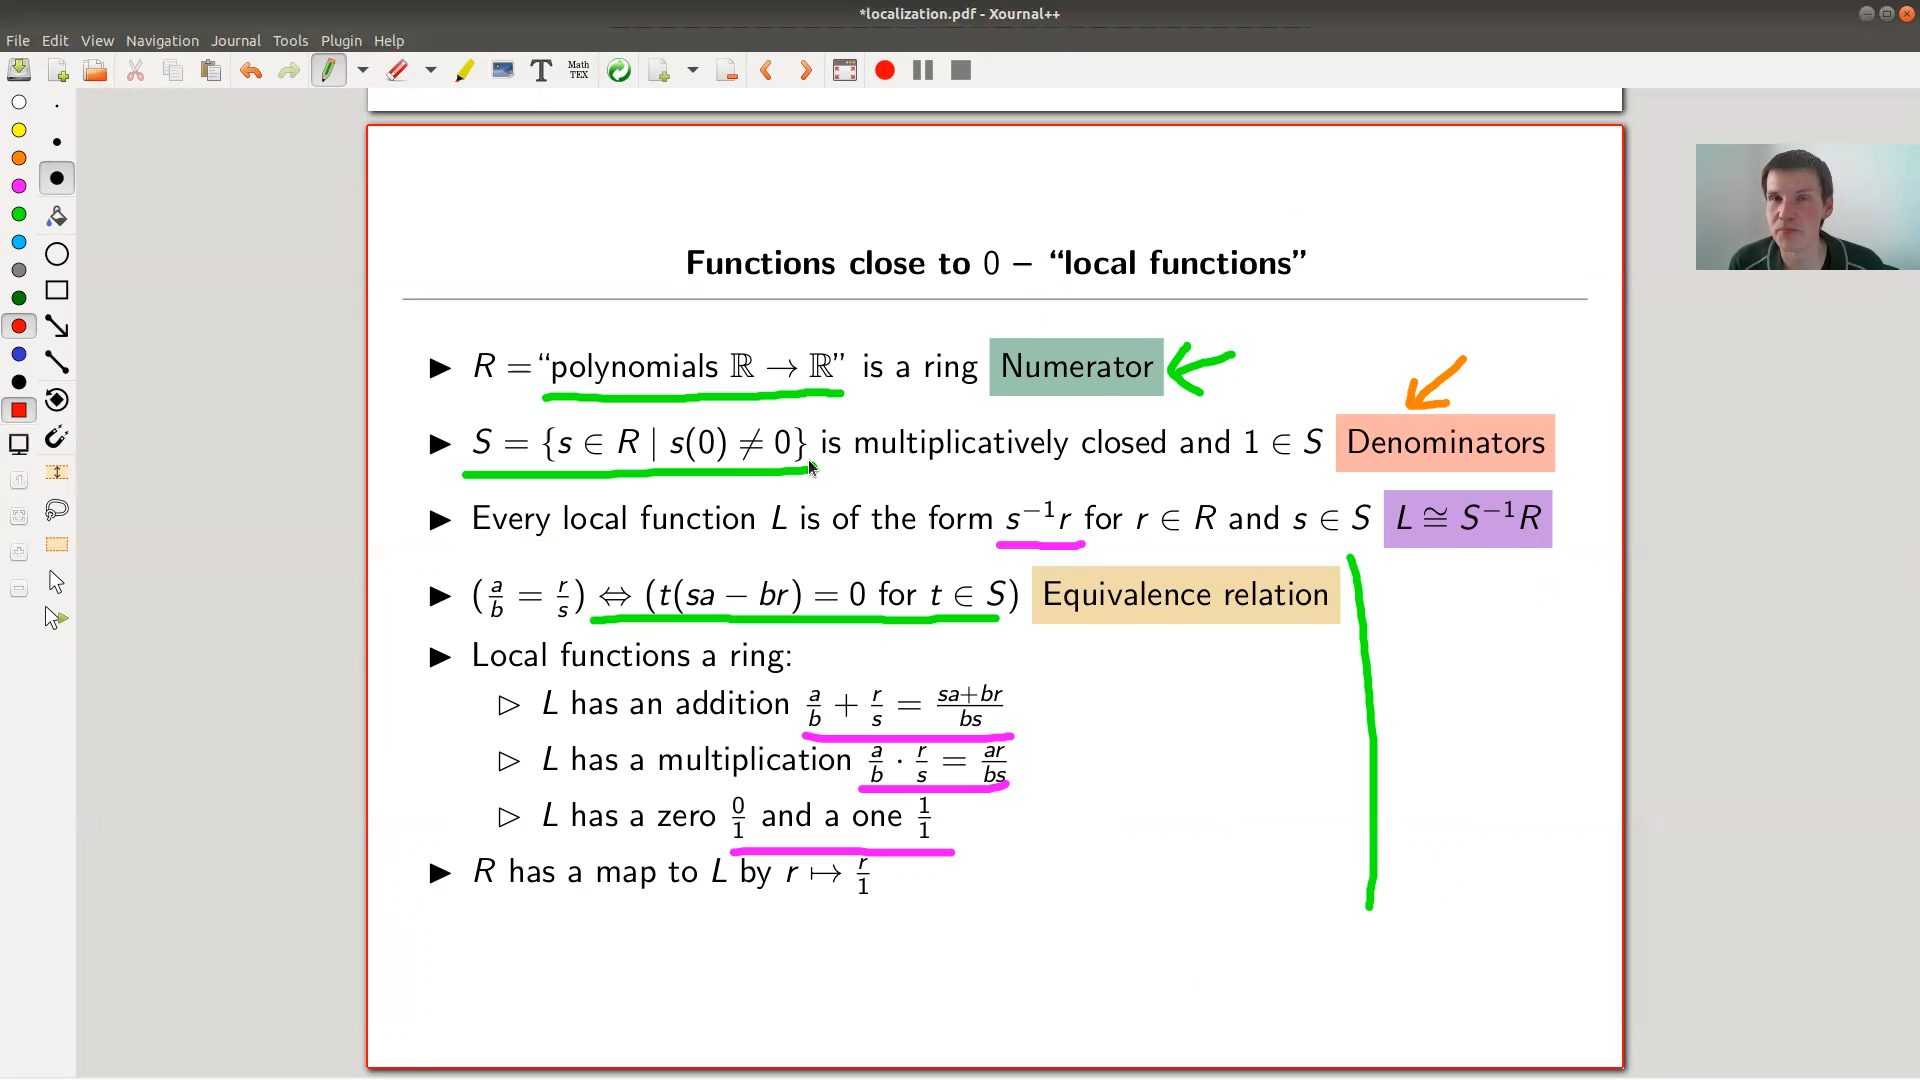 *localization.pdf - Xournal++
File Edit View Navigation Journal Tools Plugin Help
T Math TEX
Functions close to 0 – “local functions”
▶ R = “polynomials ℝ → ℝ” is a ring Numerator
▶ S = {s ∈ R | s(0) ≠ 0} is multiplicatively closed and 1 ∈ S Denominators
▶ Every local function L is of the form s⁻¹r for r ∈ R and s ∈ S L ≅ S⁻¹R
▶ (a/b = r/s) ⇔ (t(sa − br) = 0 for t ∈ S) Equivalence relation
▶ Local functions a ring:
▷ L has an addition a/b + r/s = sa+br/bs
▷ L has a multiplication a/b · r/s = ar/bs
▷ L has a zero 0/1 and a one 1/1
▶ R has a map to L by r ↦ r/1